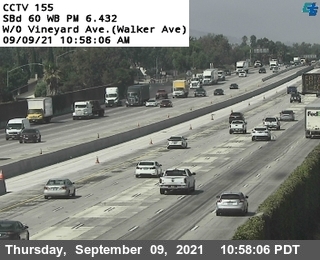 CCTV 155
SBd 60 WB PM 6.432
W/O Vineyard Ave.(Walker Ave)
09/09/21 10:58:06 AM
Thursday, September 09, 2021 10:58:06 PDT